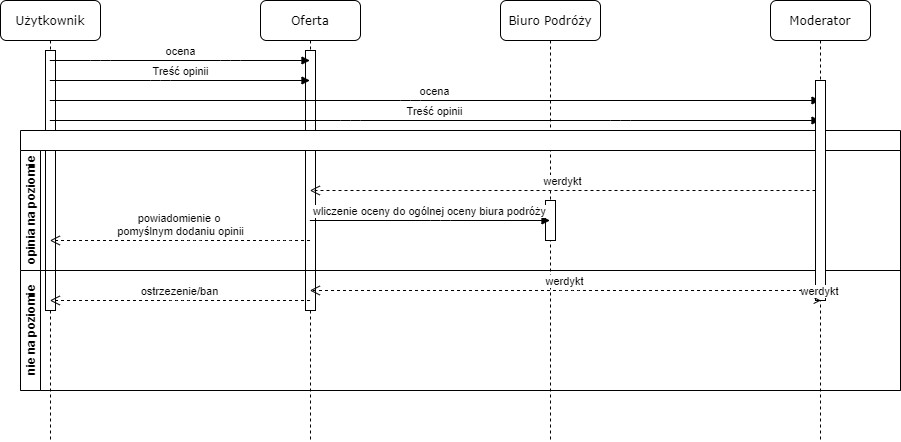 Użytkownik
Oferta
Biuro Podróży
Moderator
ocena
Treść opinii
ocena
Treść opinii
opinia na poziomie
werdykt
wliczenie oceny do ogólnej oceny biura podróży
powiadomienie o
pomyślnym dodaniu opinii
nie na poziomie
werdykt
werdykt
ostrzezenie/ban